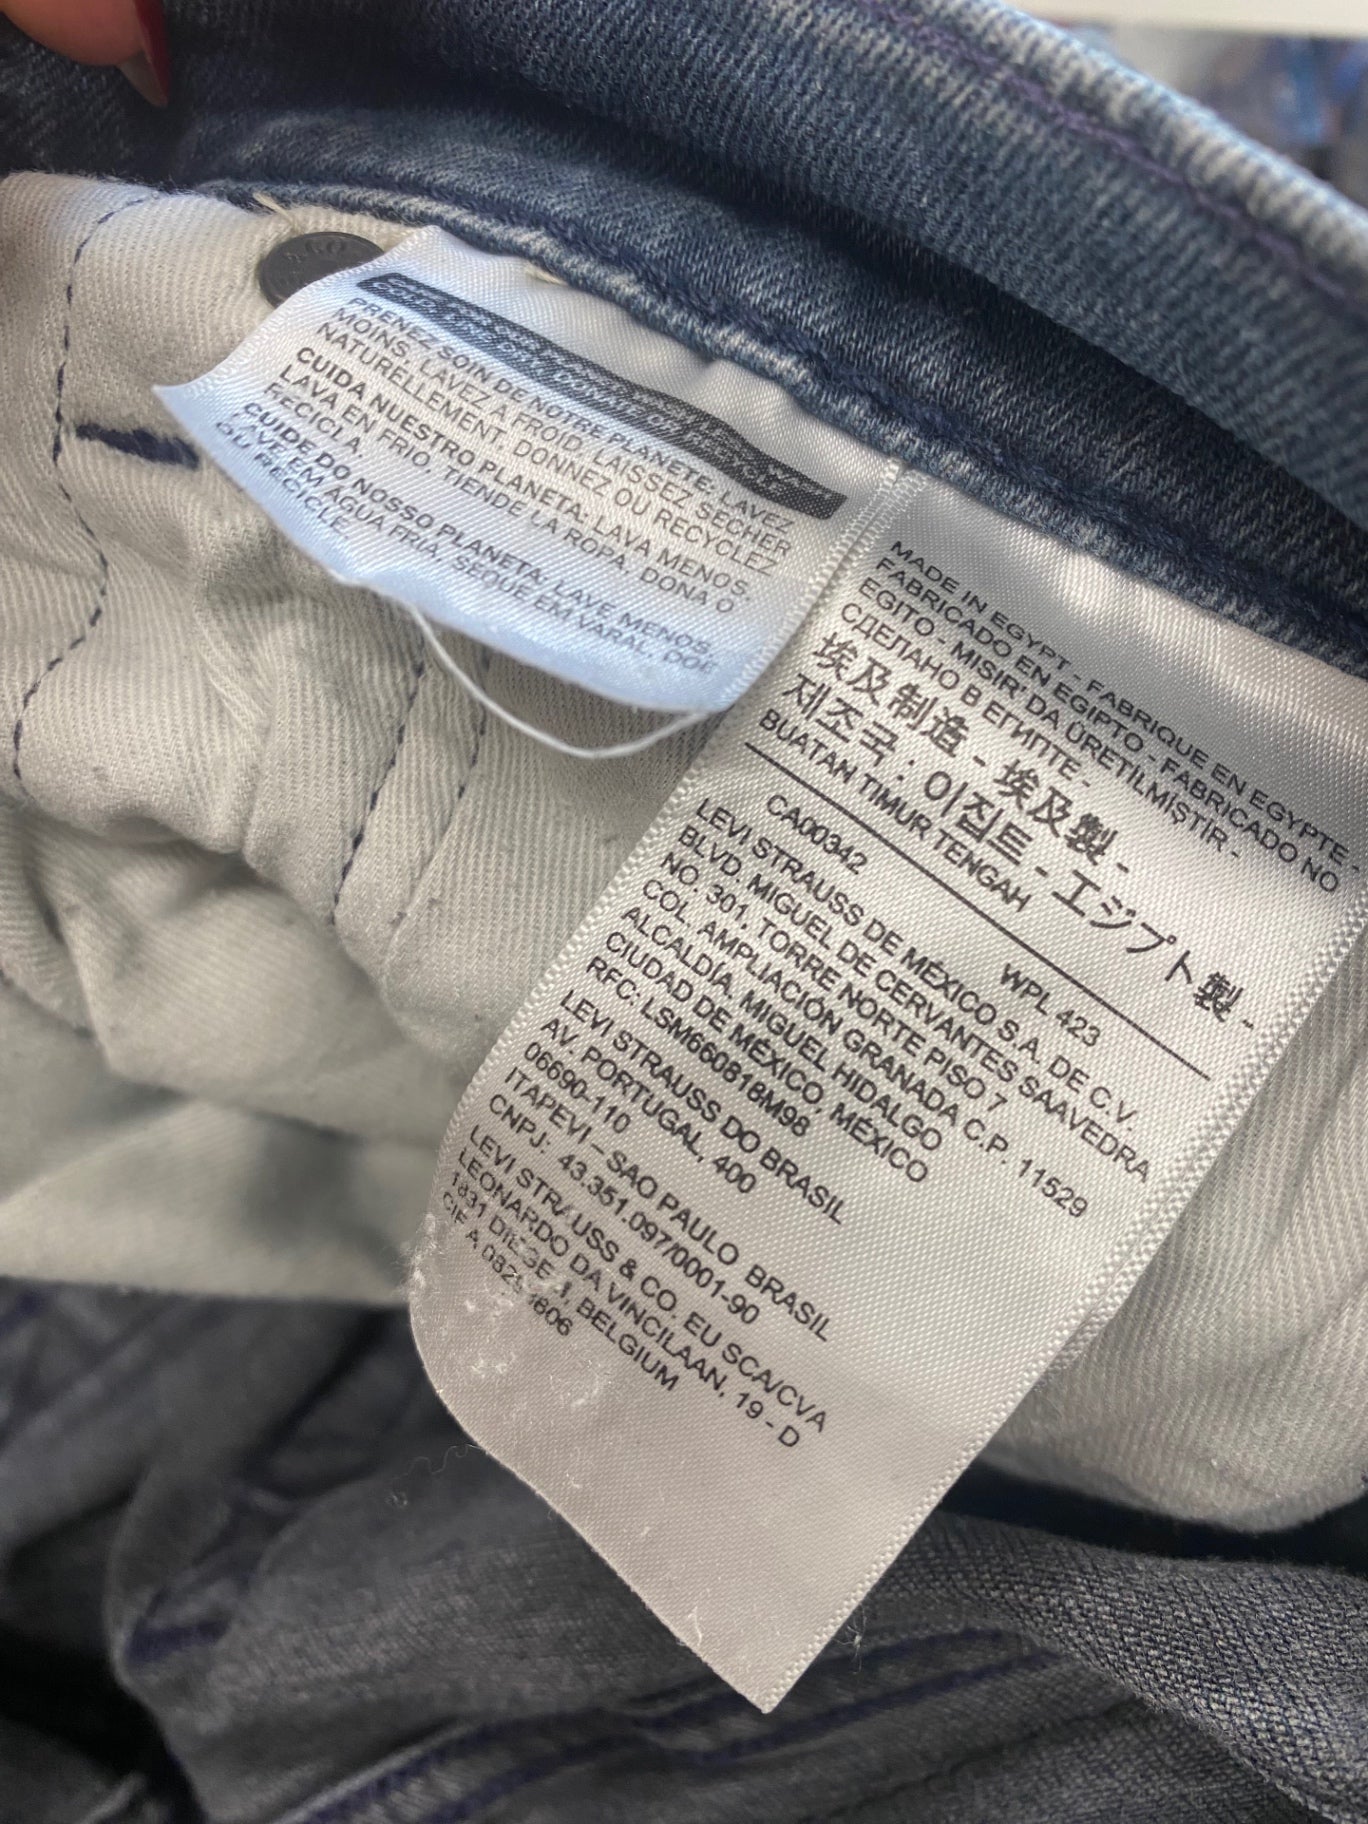 PRENEZ SOIN DE NOTRE PLANETE. LAVEZ
MOINS, LAVEZ À FROID, LAISSEZ SÉCHER
NATURELLEMENT, DONNEZ OU RECYCLEZ
CUIDA NUESTRO PLANETA. LAVA MENOS,
LAVA EN FRIO, TIENDE LA ROPA, DONA O
RECICLA.
CUIDE DO NOSSO PLANETA. LAVE MENOS,
LAVE EM AGUA FRIA, SEQUE EM VARAL, DOE
OU RECICLE.
MADE IN EGYPT - FABRIQUE EN EGYPTE -
FABRICADO EN EGIPTO - FABRICADO NO
EGITO - MISIR' DA ÜRETILMIŞTIR -
СДЕЛАНО В ЕГИПТЕ -
埃及制造 - 埃及製 -
제조국 : 이집트 - エジプト製 -
BUATAN TIMUR TENGAH
CA00342 WPL 423
LEVI STRAUSS DE MÉXICO S.A. DE C.V.
BLVD. MIGUEL DE CERVANTES SAAVEDRA
NO. 301, TORRE NORTE PISO 7
COL. AMPLIACIÓN GRANADA C.P. 11529
ALCALDÍA. MIGUEL HIDALGO
CIUDAD DE MÉXICO, MÉXICO
RFC: LSM660818M98
LEVI STRAUSS DO BRASIL
AV. PORTUGAL, 400
06690-110
ITAPEVI – SAO PAULO BRASIL
CNPJ: 43.351.097/0001-90
LEVI STRAUSS & CO. EU SCA/CVA
LEONARDO DA VINCILAAN, 19 - D
1831 DIEGEM, BELGIUM
CIF A